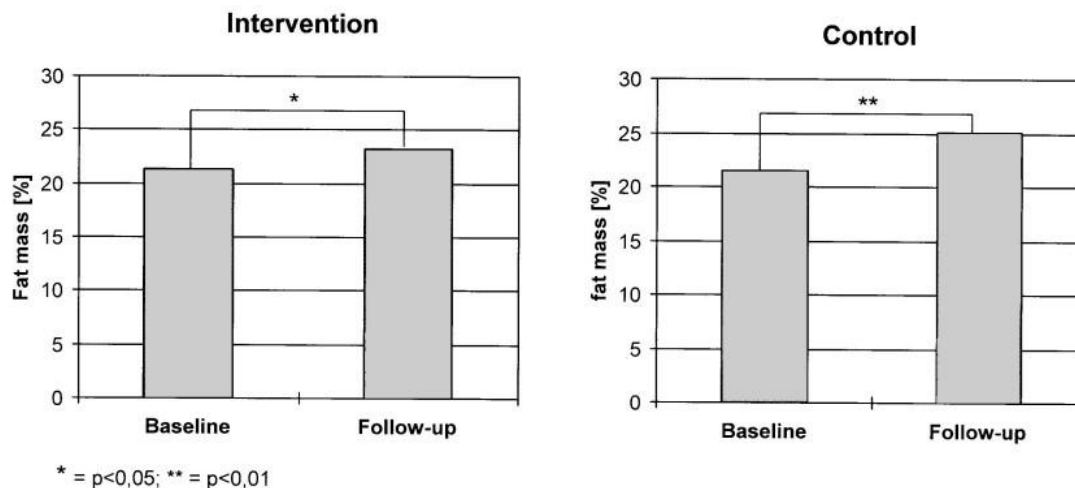 Intervention
30
25
20
15
10
5
0
Fat mass [%]
*
Baseline
Follow-up
Control
30
25
20
15
10
5
0
fat mass [%]
**
Baseline
Follow-up
* = p<0,05; ** = p<0,01